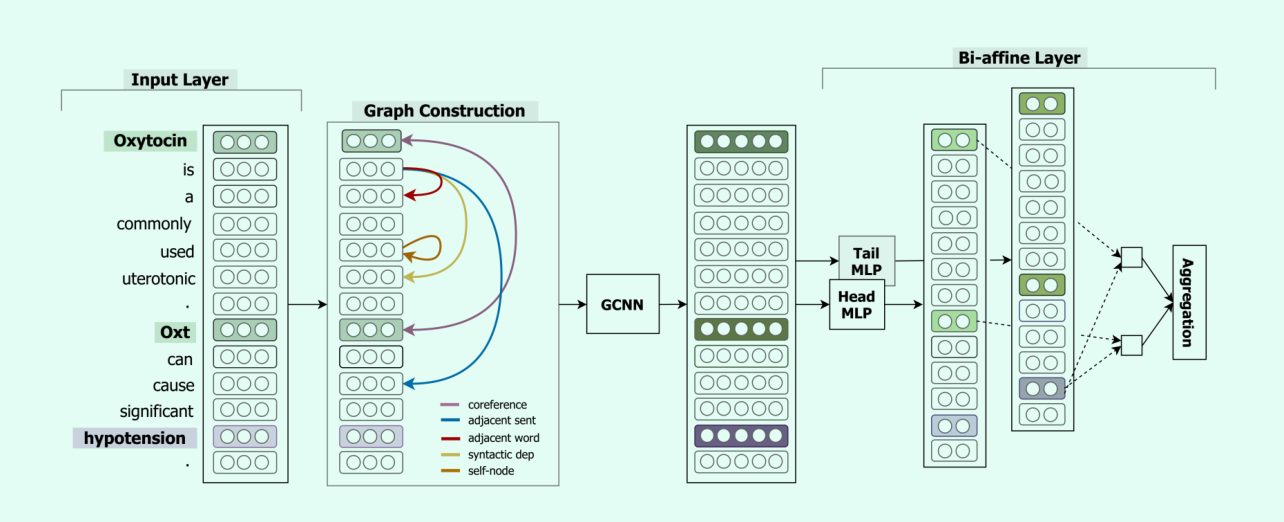 Bi-affine Layer
Input Layer
Graph Construction
Oxytocin
is
a
commonly
used
uterotonic
.
Oxt
can
cause
significant
hypotension
.
coreference
adjacent sent
adjacent word
syntactic dep
self-node
GCNN
Tail
MLP
Head
MLP
Aggregation